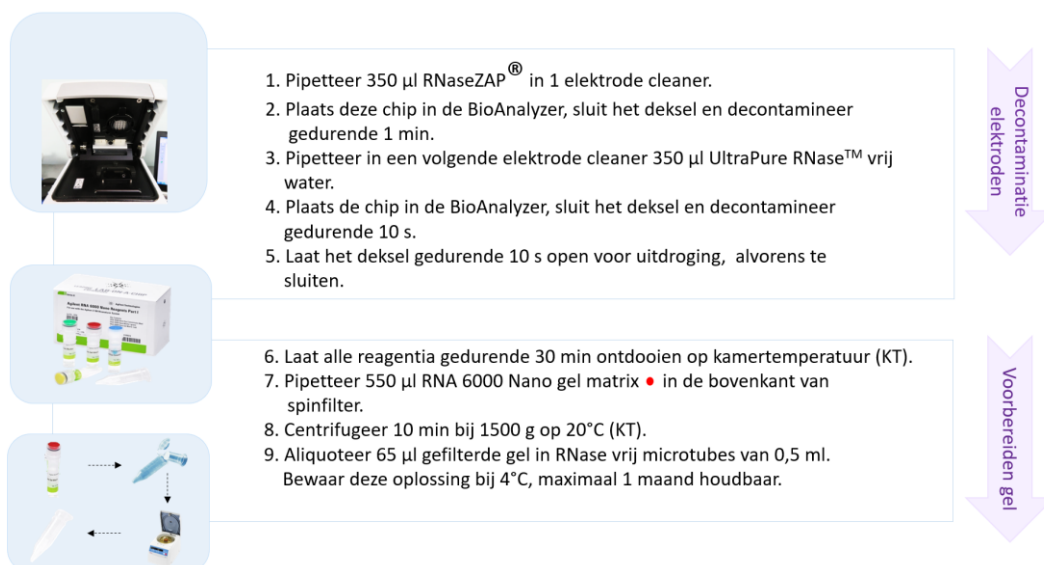 1. Pipetteer 350 µl RNaseZAP® in 1 elektrode cleaner.
2. Plaats deze chip in de BioAnalyzer, sluit het deksel en decontamineer
gedurende 1 min.
3. Pipetteer in een volgende elektrode cleaner 350 µl UltraPure RNase™ vrij
water.
4. Plaats de chip in de BioAnalyzer, sluit het deksel en decontamineer
gedurende 10 s.
5. Laat het deksel gedurende 10 s open voor uitdroging, alvorens te
sluiten.
Decontaminatie
elektroden
6. Laat alle reagentia gedurende 30 min ontdooien op kamertemperatuur (KT).
7. Pipetteer 550 µl RNA 6000 Nano gel matrix • in de bovenkant van
spinfilter.
8. Centrifugeer 10 min bij 1500 g op 20°C (KT).
9. Aliquoteer 65 µl gefilterde gel in RNase vrij microtubes van 0,5 ml.
Bewaar deze oplossing bij 4°C, maximaal 1 maand houdbaar.
Voorbereiden gel